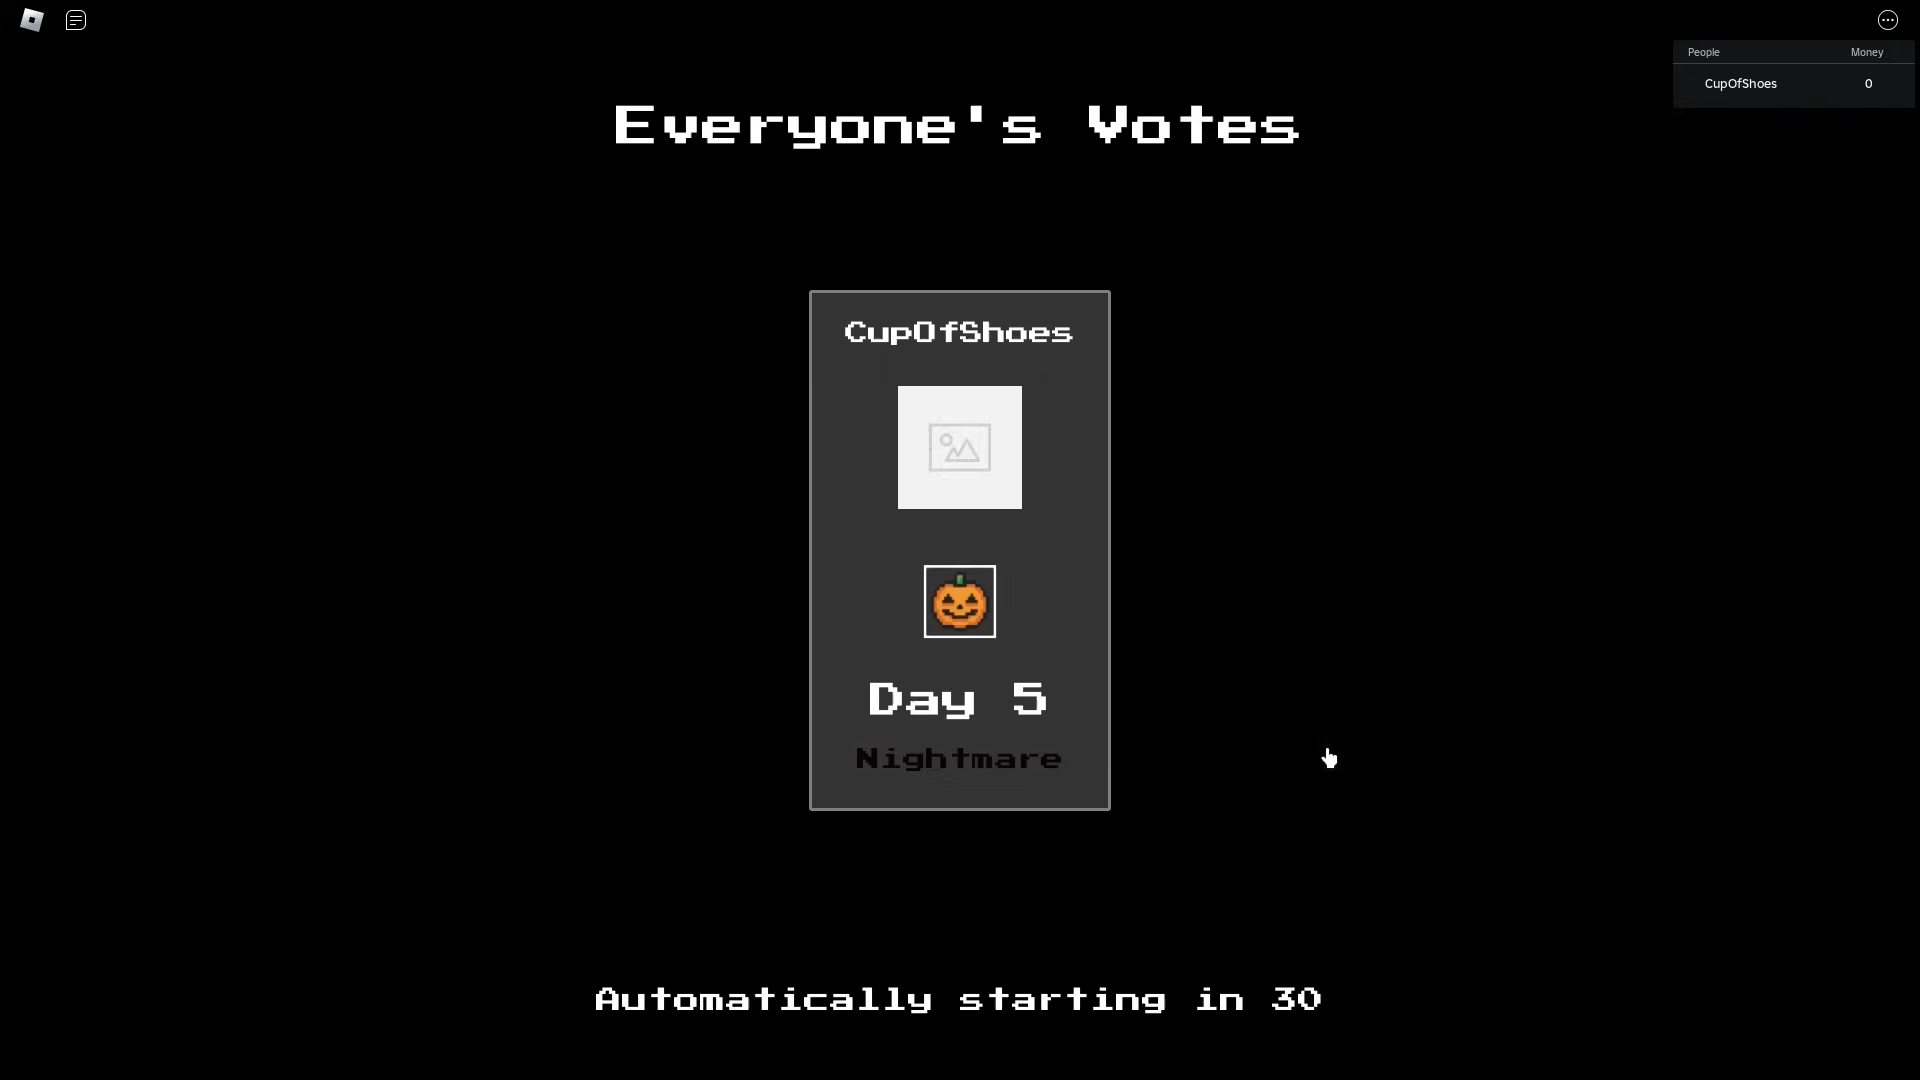 People Money
CupOfShoes 0
Everyone's Votes
CupOfShoes
Day 5
Nightmare
Automatically starting in 30